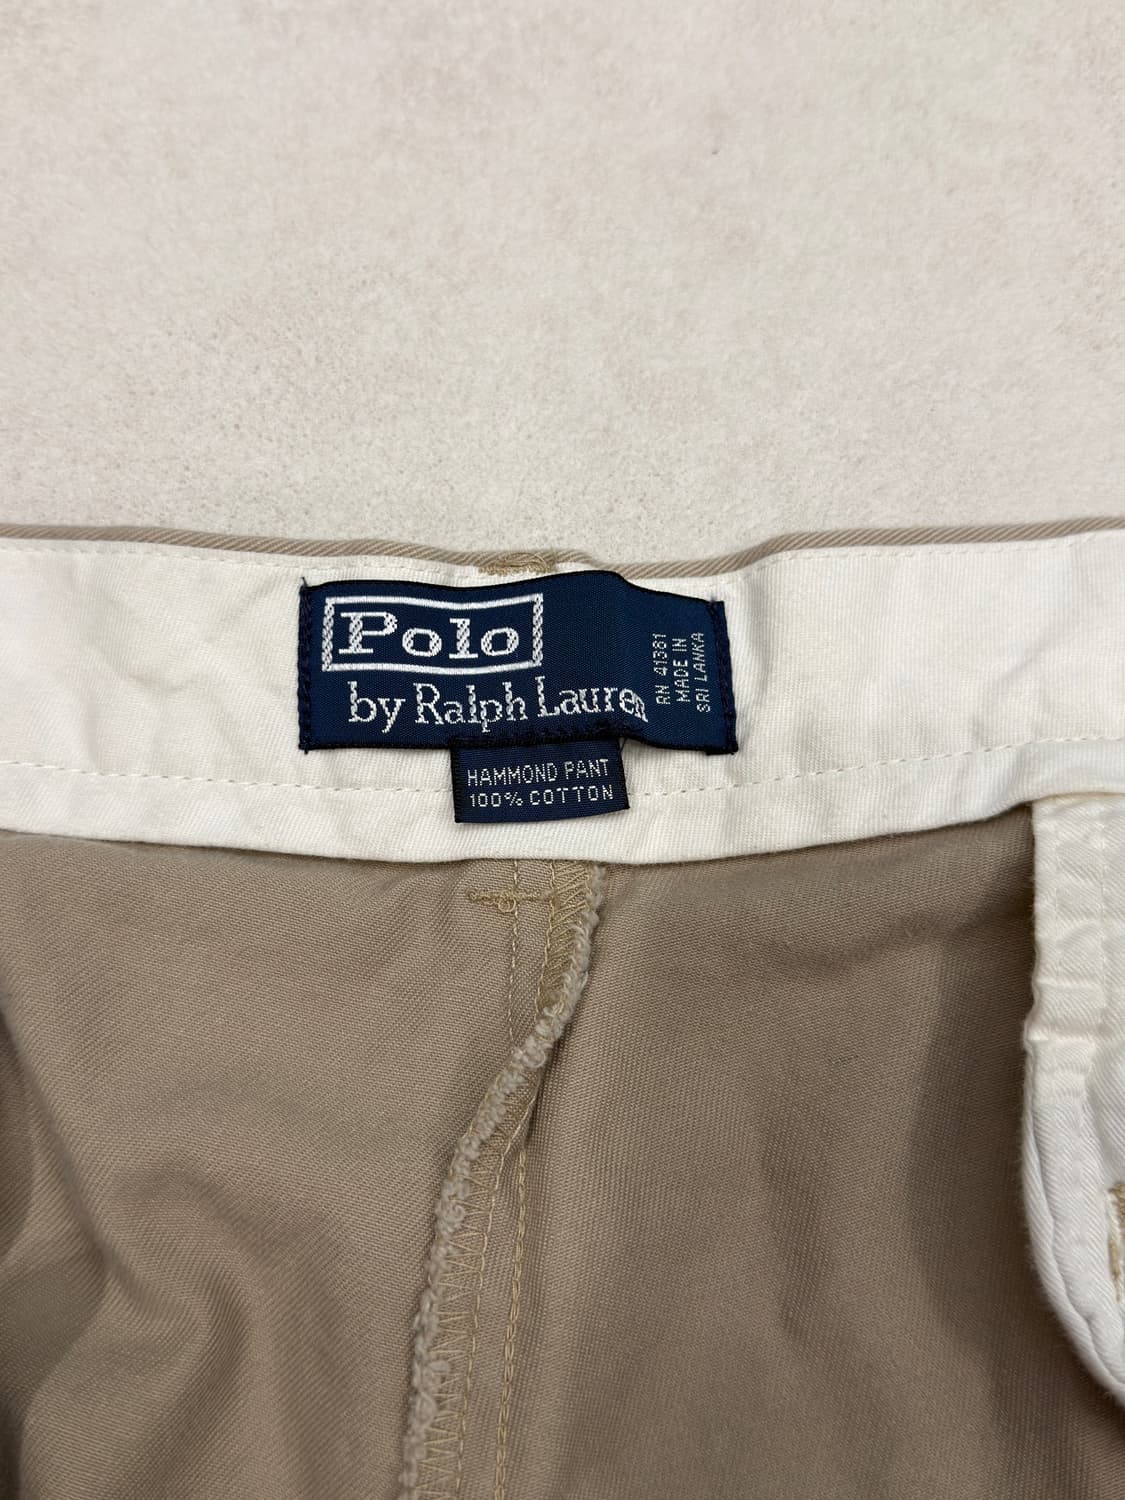 Polo
by Ralph Lauren
RN 41381
MADE IN
SRI LANKA
HAMMOND PANT
100% COTTON